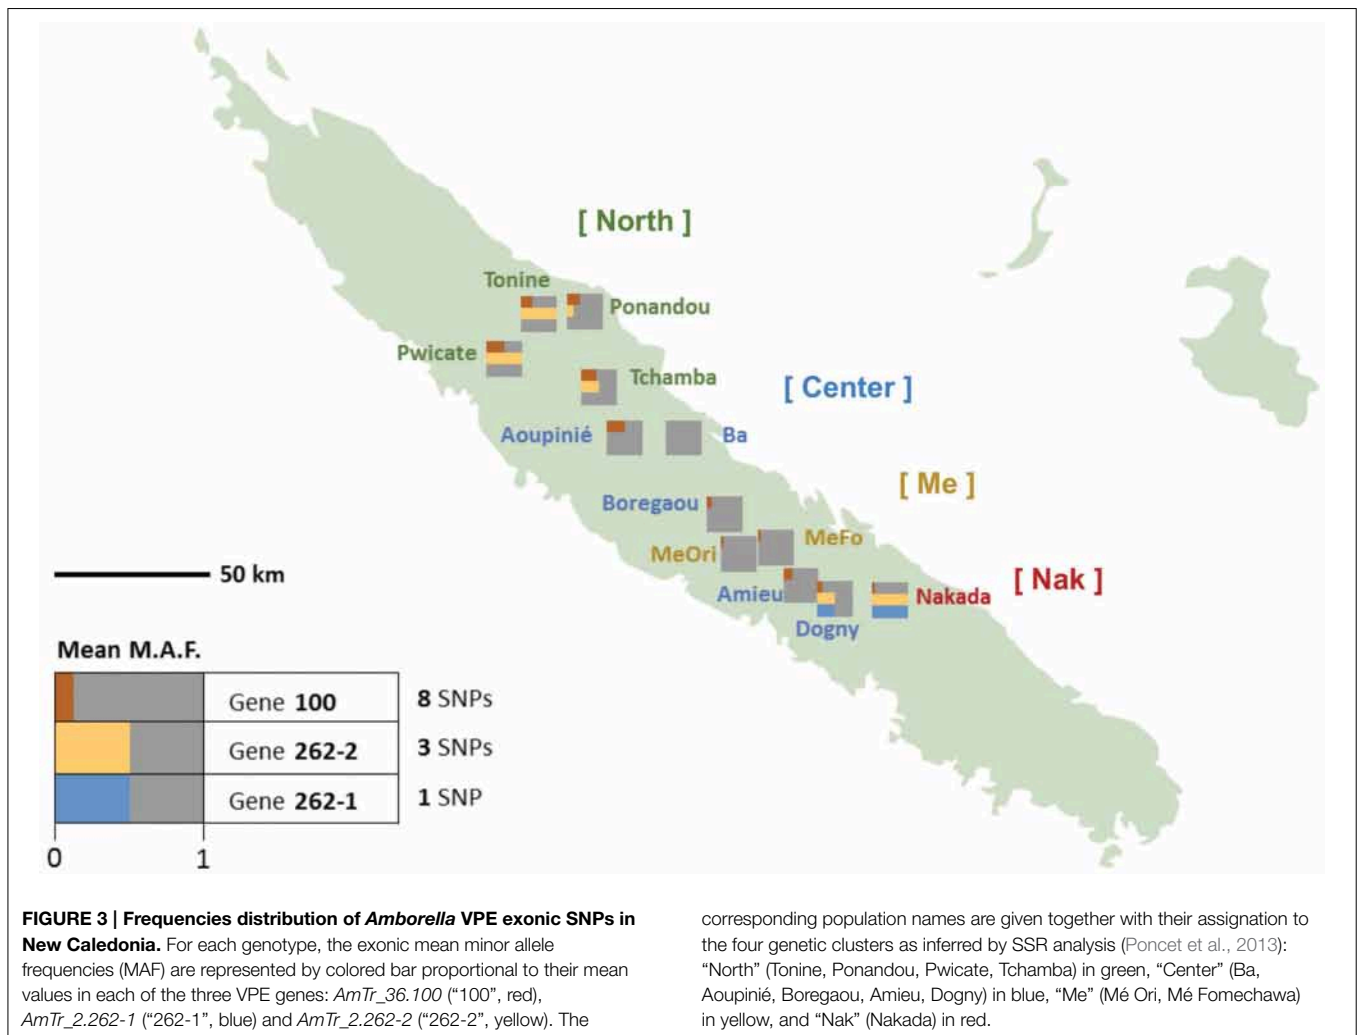 [ North ]
Tonine
Ponandou
Pwicate
Tchamba
[ Center ]
Aoupinié
Ba
[ Me ]
Boregaou
MeFo
MeOri
[ Nak ]
Amieu
Nakada
Dogny
50 km
Mean M.A.F.
Gene 100
8 SNPs
Gene 262-2
3 SNPs
Gene 262-1
1 SNP
0 1
FIGURE 3 | Frequencies distribution of Amborella VPE exonic SNPs in
New Caledonia. For each genotype, the exonic mean minor allele
frequencies (MAF) are represented by colored bar proportional to their mean
values in each of the three VPE genes: AmTr_36.100 (“100”, red),
AmTr_2.262-1 (“262-1”, blue) and AmTr_2.262-2 (“262-2”, yellow). The
corresponding population names are given together with their assignation to
the four genetic clusters as inferred by SSR analysis (Poncet et al., 2013):
“North” (Tonine, Ponandou, Pwicate, Tchamba) in green, “Center” (Ba,
Aoupinié, Boregaou, Amieu, Dogny) in blue, “Me” (Mé Ori, Mé Fomechawa)
in yellow, and “Nak” (Nakada) in red.